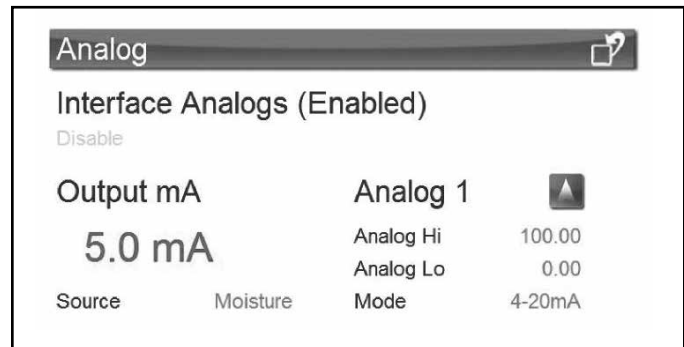 Analog
Interface Analogs (Enabled)
Disable
Output mA
Analog 1
5.0 mA
Analog Hi 100.00
Analog Lo 0.00
Source Moisture
Mode 4-20mA